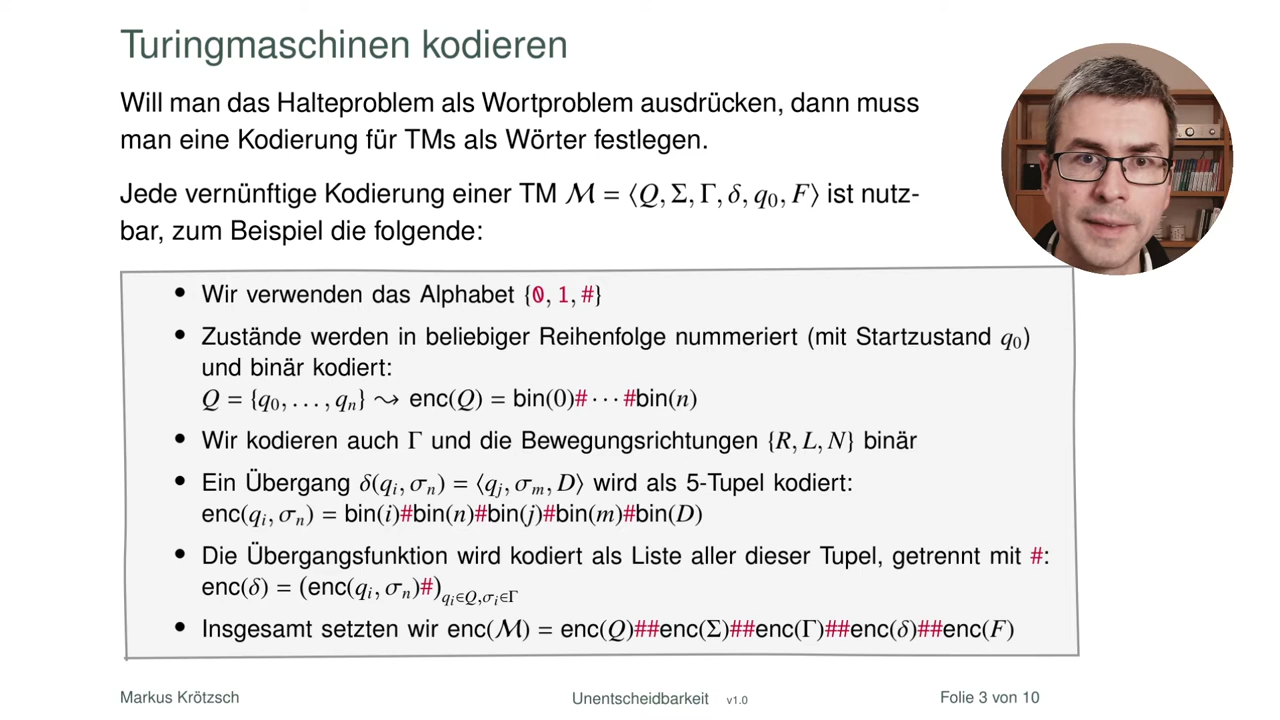 Turingmaschinen kodieren
Will man das Halteproblem als Wortproblem ausdrücken, dann muss
man eine Kodierung für TMs als Wörter festlegen.
Jede vernünftige Kodierung einer TM ℳ = ⟨Q, Σ, Γ, δ, q₀, F⟩ ist nutz-
bar, zum Beispiel die folgende:
• Wir verwenden das Alphabet {0, 1, #}
• Zustände werden in beliebiger Reihenfolge nummeriert (mit Startzustand q₀)
und binär kodiert:
Q = {q₀, . . . , qₙ} ⤳ enc(Q) = bin(0)# · · · #bin(n)
• Wir kodieren auch Γ und die Bewegungsrichtungen {R, L, N} binär
• Ein Übergang δ(qᵢ, σₙ) = ⟨qⱼ, σₘ, D⟩ wird als 5-Tupel kodiert:
enc(qᵢ, σₙ) = bin(i)#bin(n)#bin(j)#bin(m)#bin(D)
• Die Übergangsfunktion wird kodiert als Liste aller dieser Tupel, getrennt mit #:
enc(δ) = (enc(qᵢ, σₙ)#)qᵢ∈Q,σᵢ∈Γ
• Insgesamt setzten wir enc(ℳ) = enc(Q)##enc(Σ)##enc(Γ)##enc(δ)##enc(F)
Markus Krötzsch Unentscheidbarkeit v1.0 Folie 3 von 10